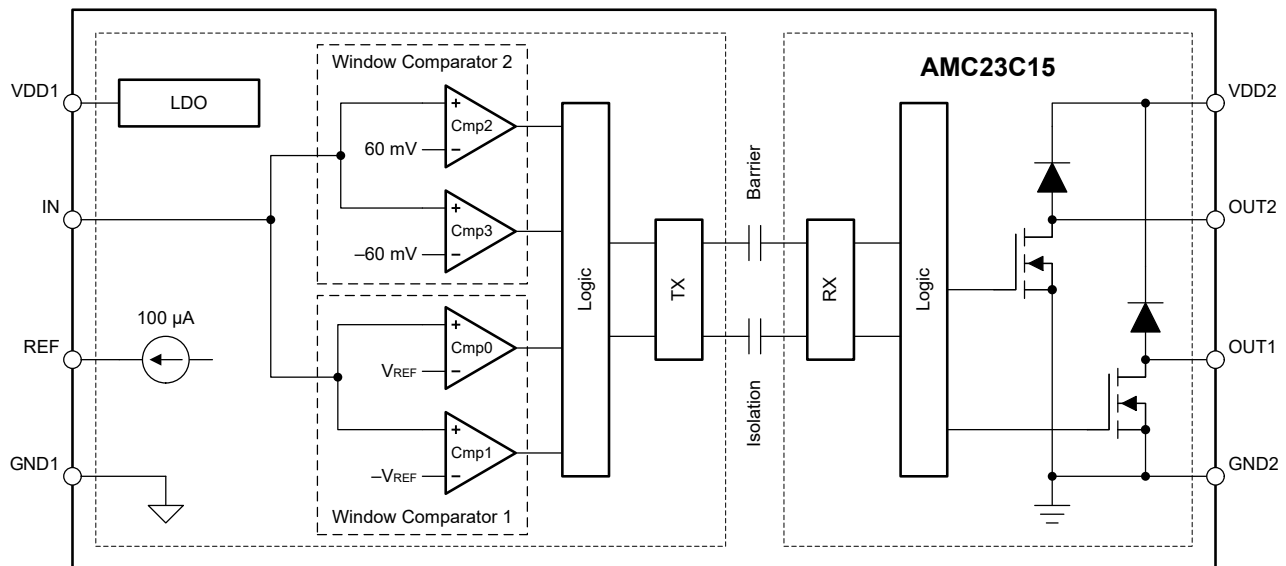 Window Comparator 2
AMC23C15
VDD1
LDO
VDD2
+
Cmp2
60 mV
−
Barrier
IN
OUT2
+
Cmp3
–60 mV
−
Logic
TX
RX
Logic
100 µA
+
Cmp0
REF
VREF
−
OUT1
Isolation
+
Cmp1
GND1
–VREF
−
GND2
Window Comparator 1